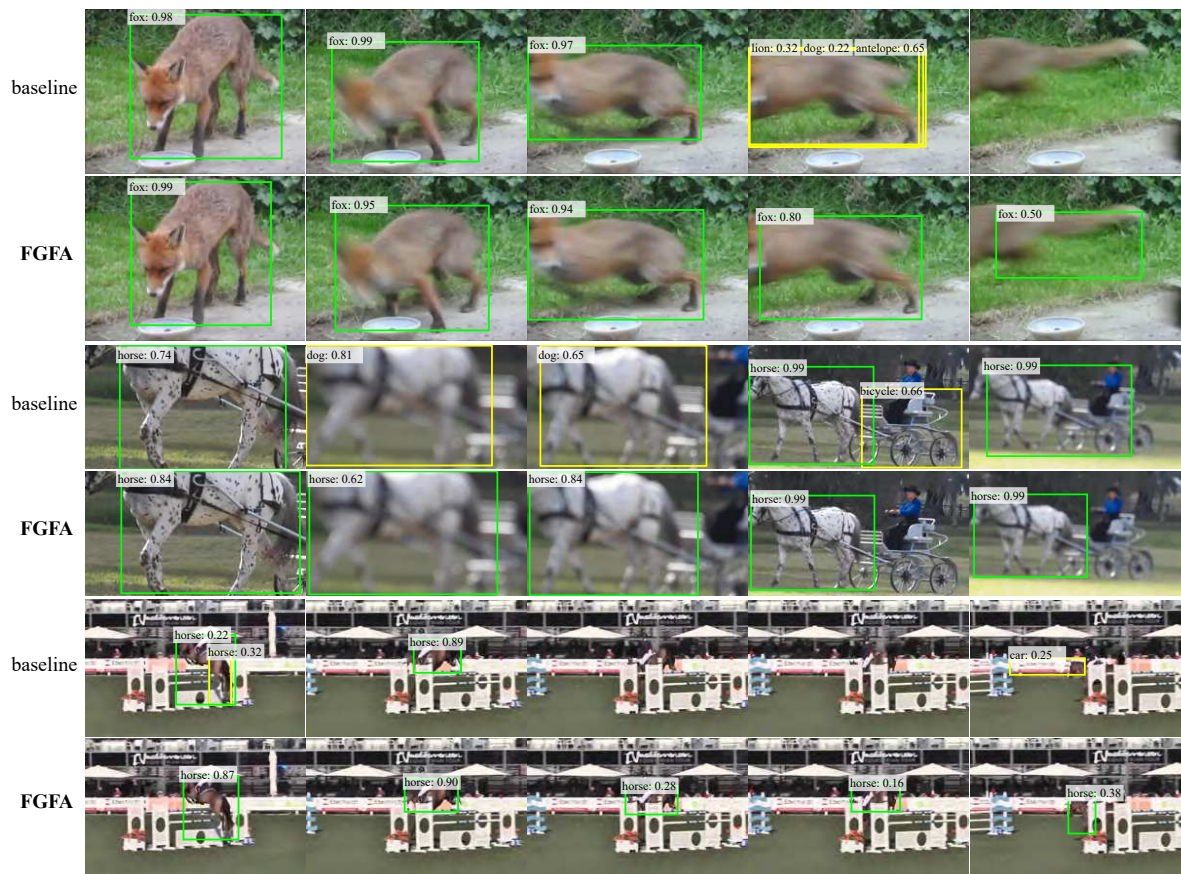 baseline
fox: 0.98
fox: 0.99
fox: 0.97
lion: 0.32 dog: 0.22 antelope: 0.65
FGFA
fox: 0.99
fox: 0.95
fox: 0.94
fox: 0.80
fox: 0.50
baseline
horse: 0.74
dog: 0.81
dog: 0.65
horse: 0.99
bicycle: 0.66
horse: 0.99
FGFA
horse: 0.84
horse: 0.62
horse: 0.84
horse: 0.99
horse: 0.99
baseline
horse: 0.22
horse: 0.32
horse: 0.89
car: 0.25
FGFA
horse: 0.87
horse: 0.90
horse: 0.28
horse: 0.16
horse: 0.38